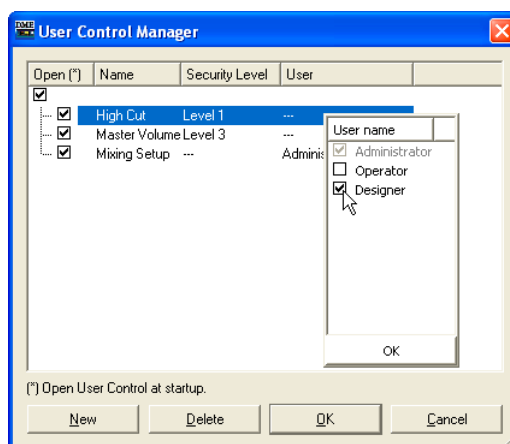 DME User Control Manager
Open (*) Name Security Level User
High Cut Level 1 ---
Master Volume Level 3 ---
Mixing Setup --- Adminis
User name
Administrator
Operator
Designer
OK
(*) Open User Control at startup.
New Delete OK Cancel